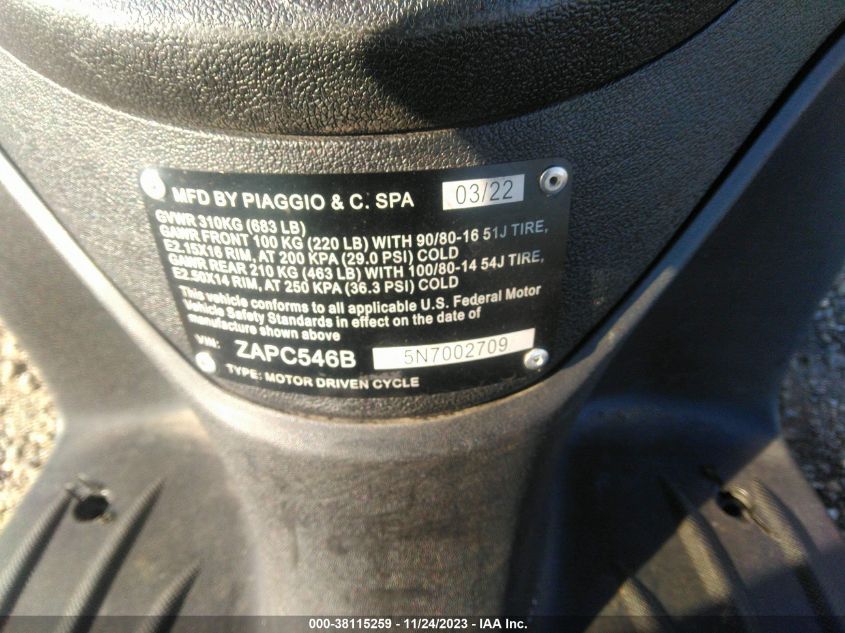 MFD BY PIAGGIO & C. SPA 03/22
GVWR 310KG (683 LB)
GAWR FRONT 100 KG (220 LB) WITH 90/80-16 51J TIRE,
E2.15X16 RIM, AT 200 KPA (29.0 PSI) COLD
GAWR REAR 210 KG (463 LB) WITH 100/80-14 54J TIRE,
E2.50X14 RIM, AT 250 KPA (36.3 PSI) COLD
This vehicle conforms to all applicable U.S. Federal Motor
Vehicle Safety Standards in effect on the date of
manufacture shown above
VIN: ZAPC546B 5N7002709
TYPE: MOTOR DRIVEN CYCLE
000-38115259 - 11/24/2023 - IAA Inc.